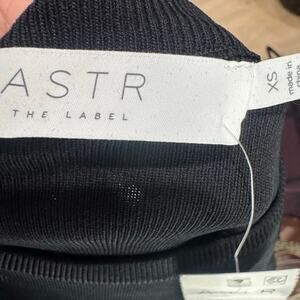 ASTR
THE LABEL
XS
made in
china